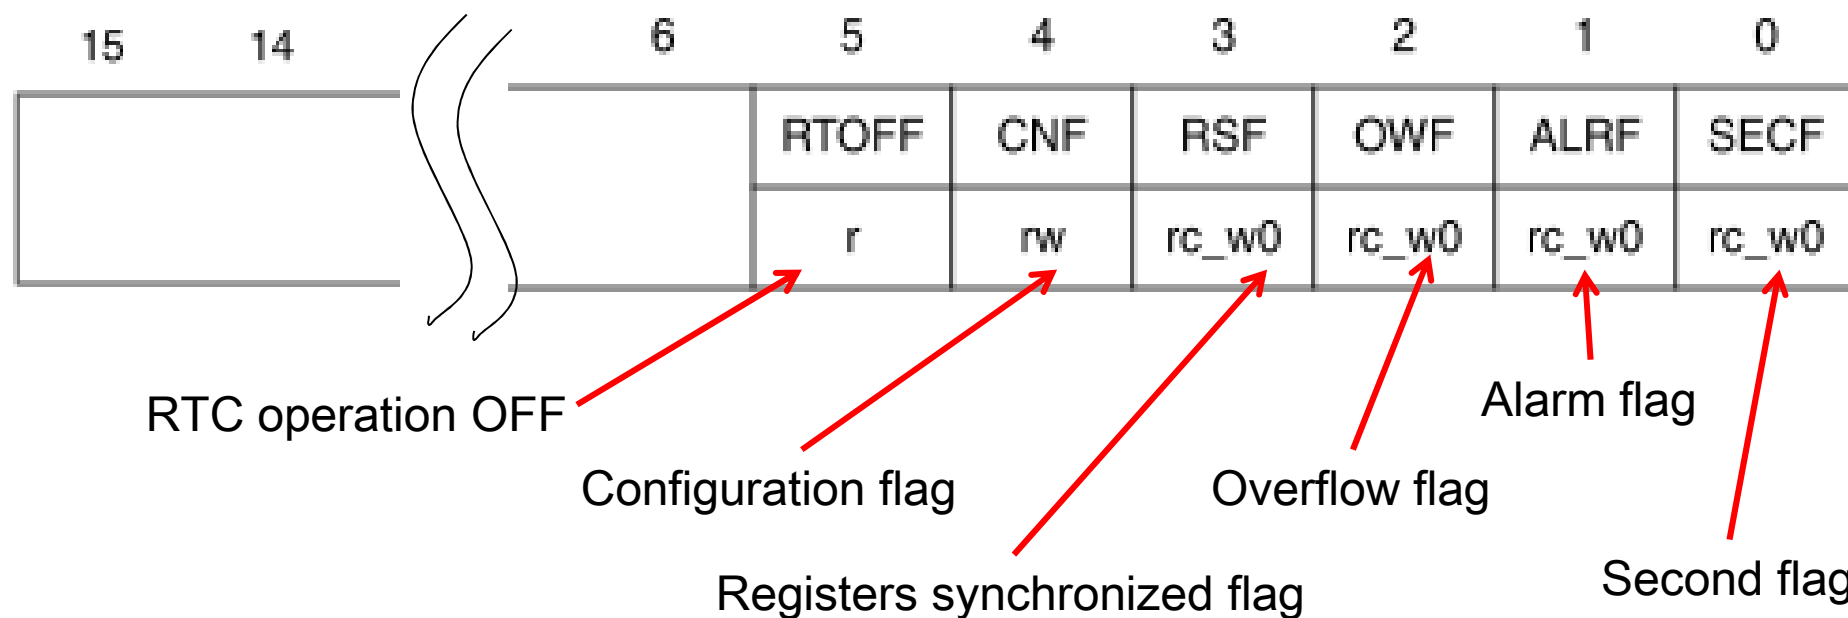 15 14 6 5 4 3 2 1 0
RTOFF CNF RSF OWF ALRF SECF
r rw rc_w0 rc_w0 rc_w0 rc_w0
RTC operation OFF
Alarm flag
Configuration flag
Overflow flag
Registers synchronized flag
Second flag